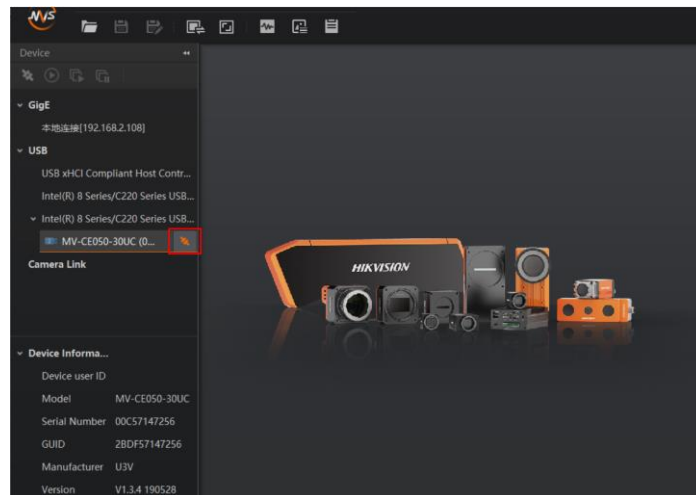 MVS
Device
GigE
本地连接[192.168.2.108]
USB
USB xHCI Compliant Host Contr...
Intel(R) 8 Series/C220 Series USB...
Intel(R) 8 Series/C220 Series USB...
MV-CE050-30UC (0...
Camera Link
HIKVISION
Device Informa...
Device user ID
Model MV-CE050-30UC
Serial Number 00C57147256
GUID 2BDF57147256
Manufacturer U3V
Version V1.3.4 190528